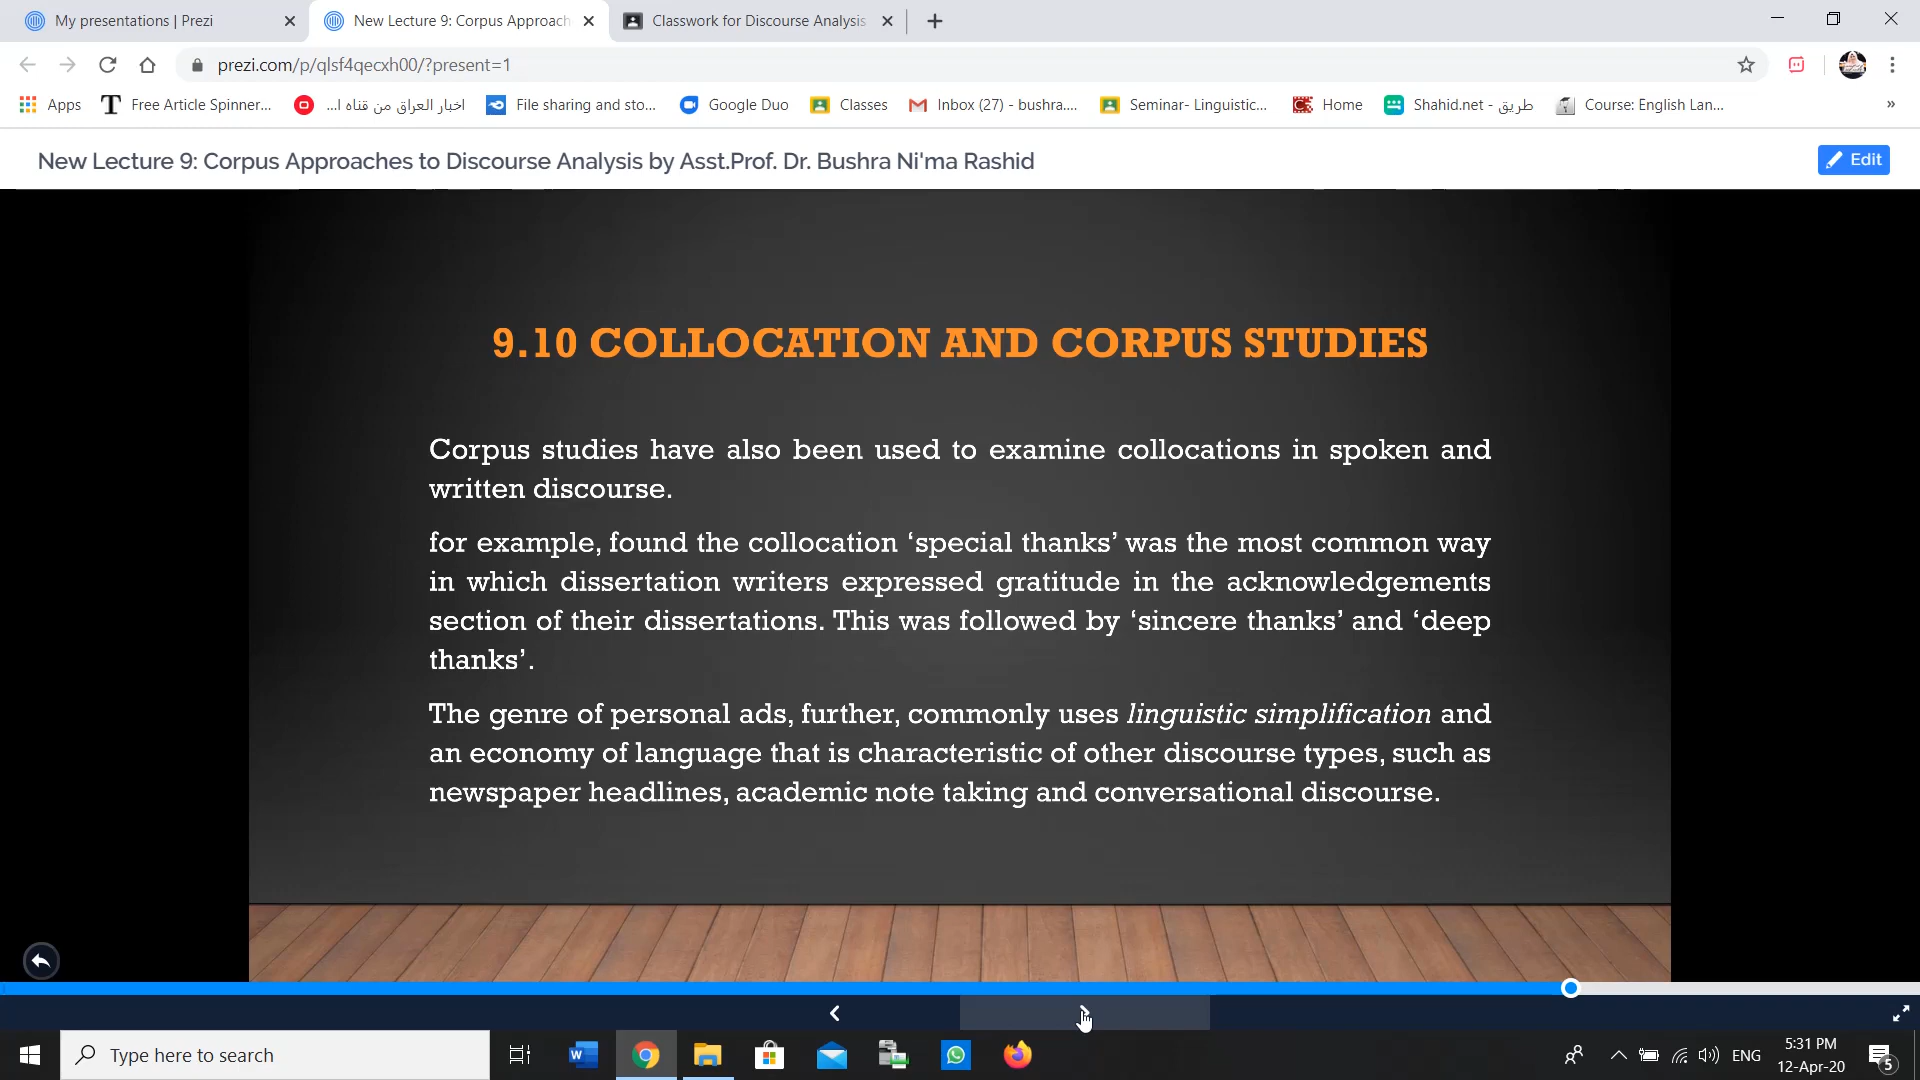 My presentations | Prezi
New Lecture 9: Corpus Approach
Classwork for Discourse Analysis
prezi.com/p/qlsf4qecxh00/?present=1
Apps
Free Article Spinner...
اخبار العراق من قناه ا...
File sharing and sto...
Google Duo
Classes
Inbox (27) - bushra....
Seminar- Linguistic...
Home
Shahid.net - طريق
Course: English Lan...
»
New Lecture 9: Corpus Approaches to Discourse Analysis by Asst.Prof. Dr. Bushra Ni'ma Rashid
Edit
9.10 COLLOCATION AND CORPUS STUDIES
Corpus studies have also been used to examine collocations in spoken and
written discourse.
for example, found the collocation ‘special thanks’ was the most common way
in which dissertation writers expressed gratitude in the acknowledgements
section of their dissertations. This was followed by ‘sincere thanks’ and ‘deep
thanks’.
The genre of personal ads, further, commonly uses linguistic simplification and
an economy of language that is characteristic of other discourse types, such as
newspaper headlines, academic note taking and conversational discourse.
Type here to search
ENG
5:31 PM
12-Apr-20
5